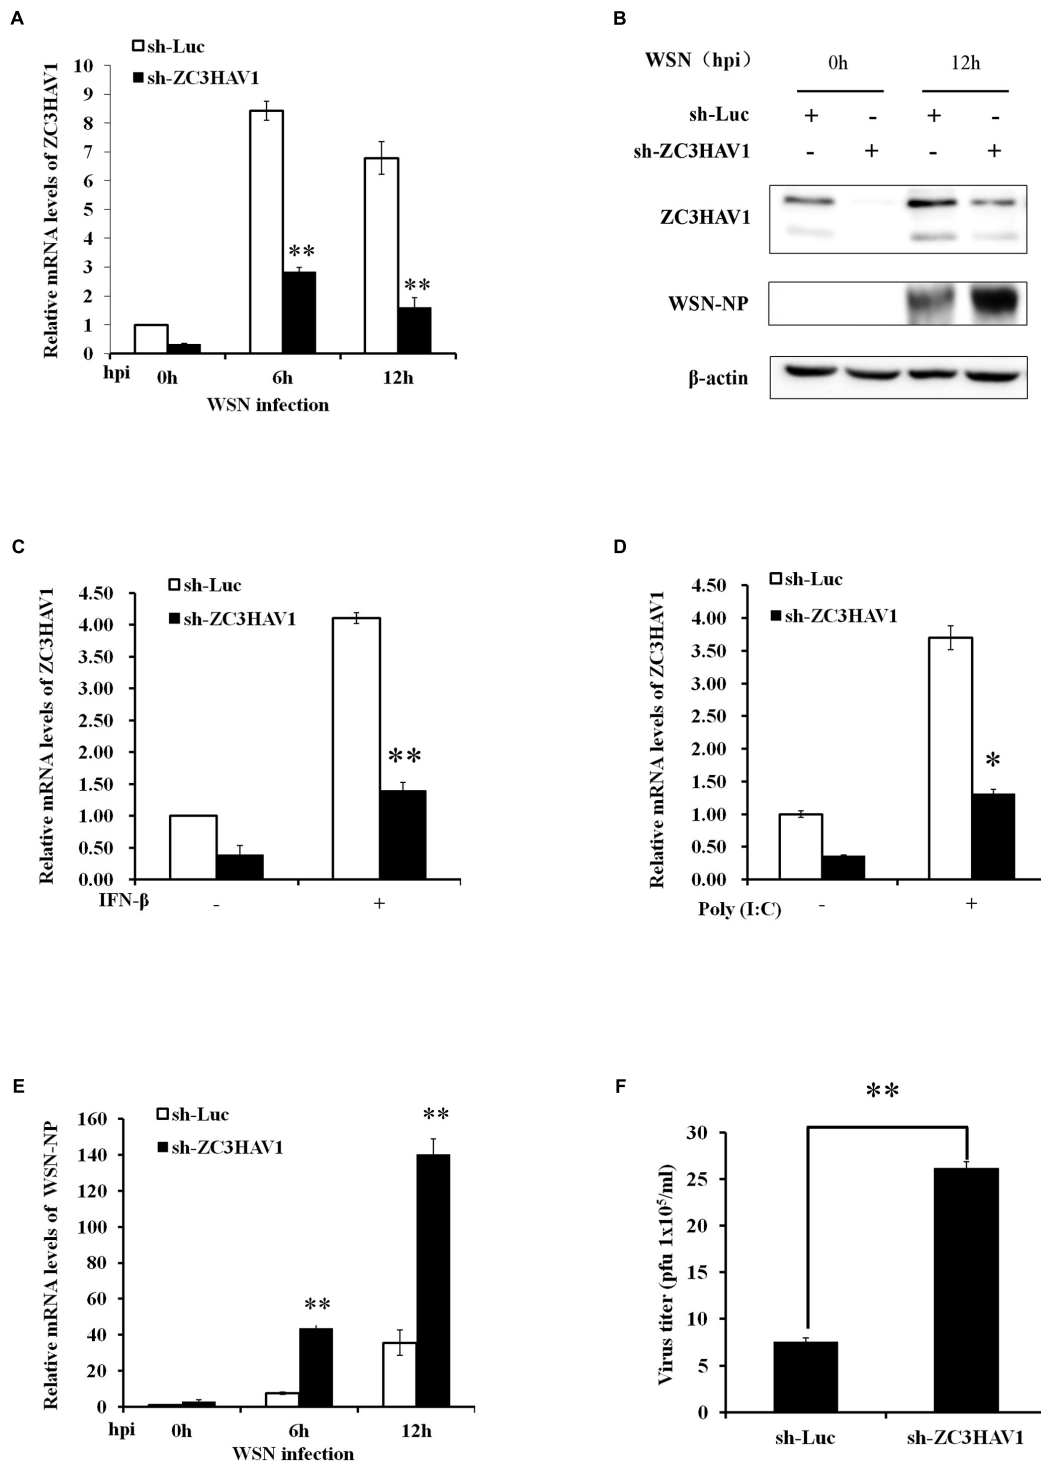 A
sh-Luc
sh-ZC3HAV1
Relative mRNA levels of ZC3HAV1
10
9
8
7
6
5
4
3
2
1
0
**
**
hpi
0h
6h
12h
WSN infection
B
WSN（hpi）
0h
12h
sh-Luc + - + -
sh-ZC3HAV1 - + - +
ZC3HAV1
WSN-NP
β-actin
C
sh-Luc
sh-ZC3HAV1
Relative mRNA levels of ZC3HAV1
4.50
4.00
3.50
3.00
2.50
2.00
1.50
1.00
0.50
0.00
**
IFN-β - +
D
sh-Luc
sh-ZC3HAV1
Relative mRNA levels of ZC3HAV1
4.50
4.00
3.50
3.00
2.50
2.00
1.50
1.00
0.50
0.00
*
Poly (I:C) - +
E
sh-Luc
sh-ZC3HAV1
Relative mRNA levels of WSN-NP
160
140
120
100
80
60
40
20
0
**
**
hpi
0h
6h
12h
WSN infection
F
**
Virus titer (pfu 1x10⁵/ml)
30
25
20
15
10
5
0
sh-Luc
sh-ZC3HAV1